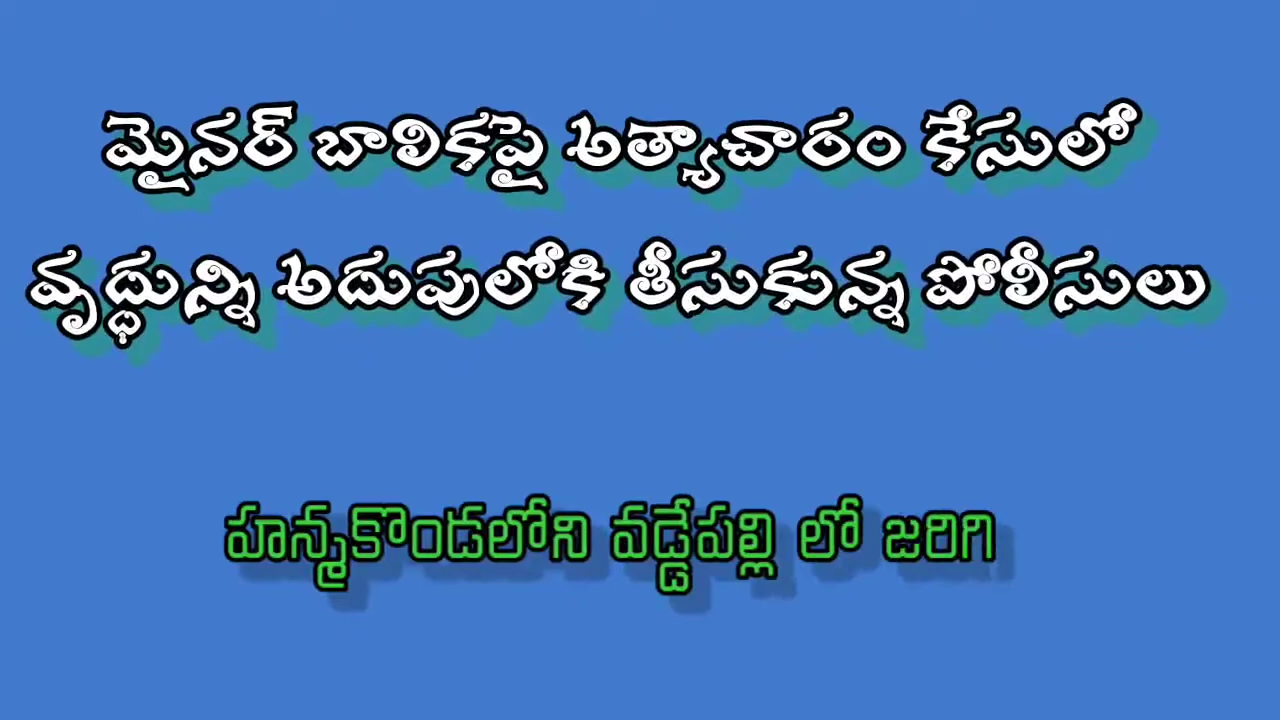 మైనర్ బాలికపై అత్యాచారం కేసులో
వృద్ధున్ని అదుపులోకి తీసుకున్న పోలీసులు
హన్మకొండలోని వడ్డేపల్లి లో జరిగి